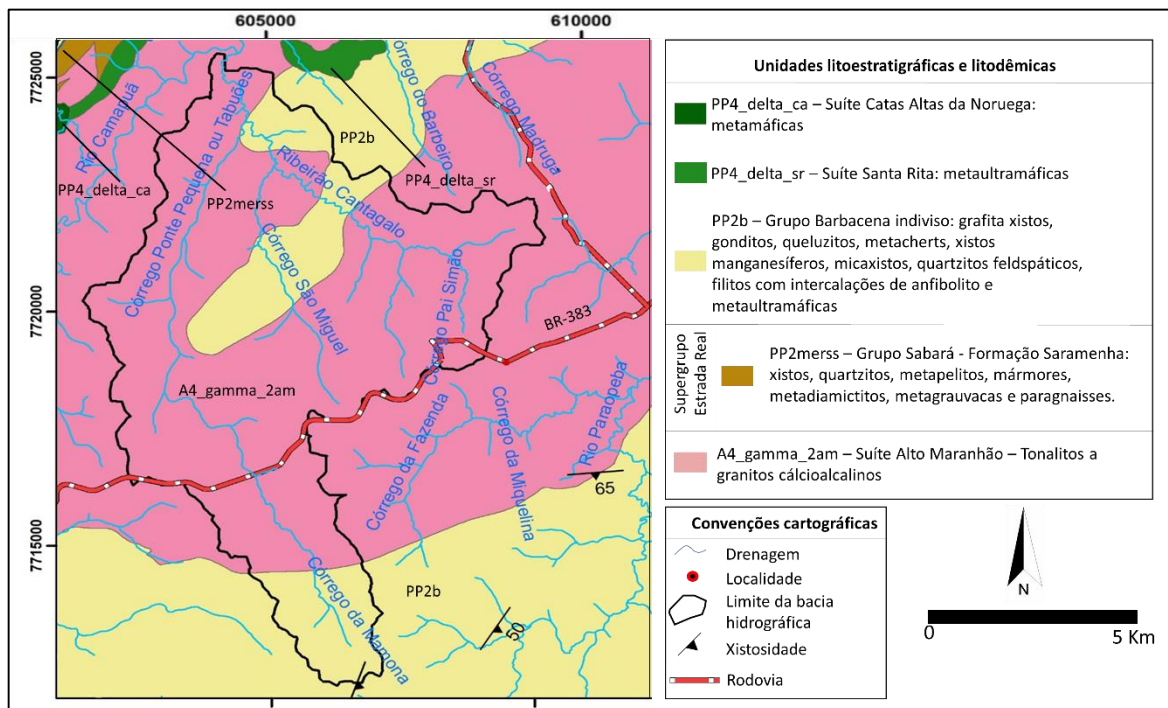 605000
610000
7725000
7720000
7715000
Rio Camapuã
Córrego Ponte Pequena ou Tabuões
Córrego do Barbeiro
Córrego Madruga
PP2b
Ribeirão Cantagalo
PP4_delta_sr
PP4_delta_ca
PP2merss
Córrego São Miguel
Córrego Pai Simão
BR-383
A4_gamma_2am
Córrego da Fazenda
Córrego da Miquelina
Rio Paraopeba
65
Córrego da Mamona
PP2b
50
Unidades litoestratigráficas e litodêmicas
PP4_delta_ca – Suíte Catas Altas da Noruega:
metamáficas
PP4_delta_sr – Suíte Santa Rita: metaultramáficas
PP2b – Grupo Barbacena indiviso: grafita xistos,
gonditos, queluzitos, metacherts, xistos
manganesíferos, micaxistos, quartzitos feldspáticos,
filitos com intercalações de anfibolito e
metaultramáficas
Supergrupo
Estrada Real
PP2merss – Grupo Sabará - Formação Saramenha:
xistos, quartzitos, metapelitos, mármores,
metadiamictitos, metagrauvacas e paragnaisses.
A4_gamma_2am – Suíte Alto Maranhão – Tonalitos a
granitos cálcioalcalinos
Convenções cartográficas
Drenagem
Localidade
Limite da bacia
hidrográfica
Xistosidade
Rodovia
N
0
5 Km